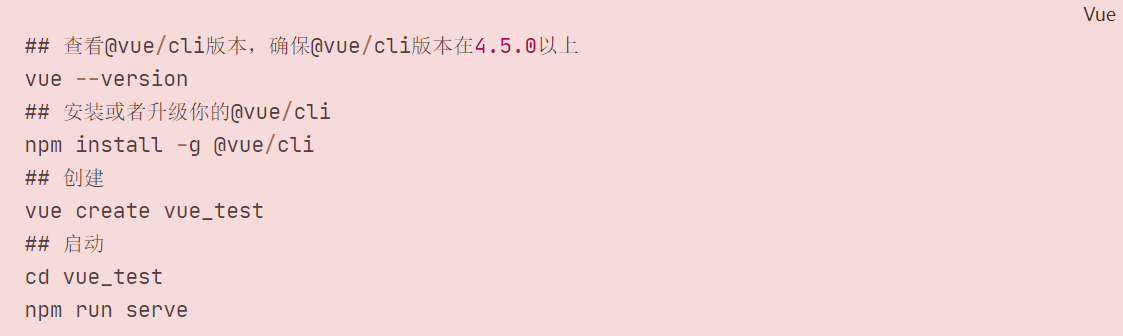 Vue
## 查看@vue/cli版本，确保@vue/cli版本在4.5.0以上
vue --version
## 安装或者升级你的@vue/cli
npm install -g @vue/cli
## 创建
vue create vue_test
## 启动
cd vue_test
npm run serve